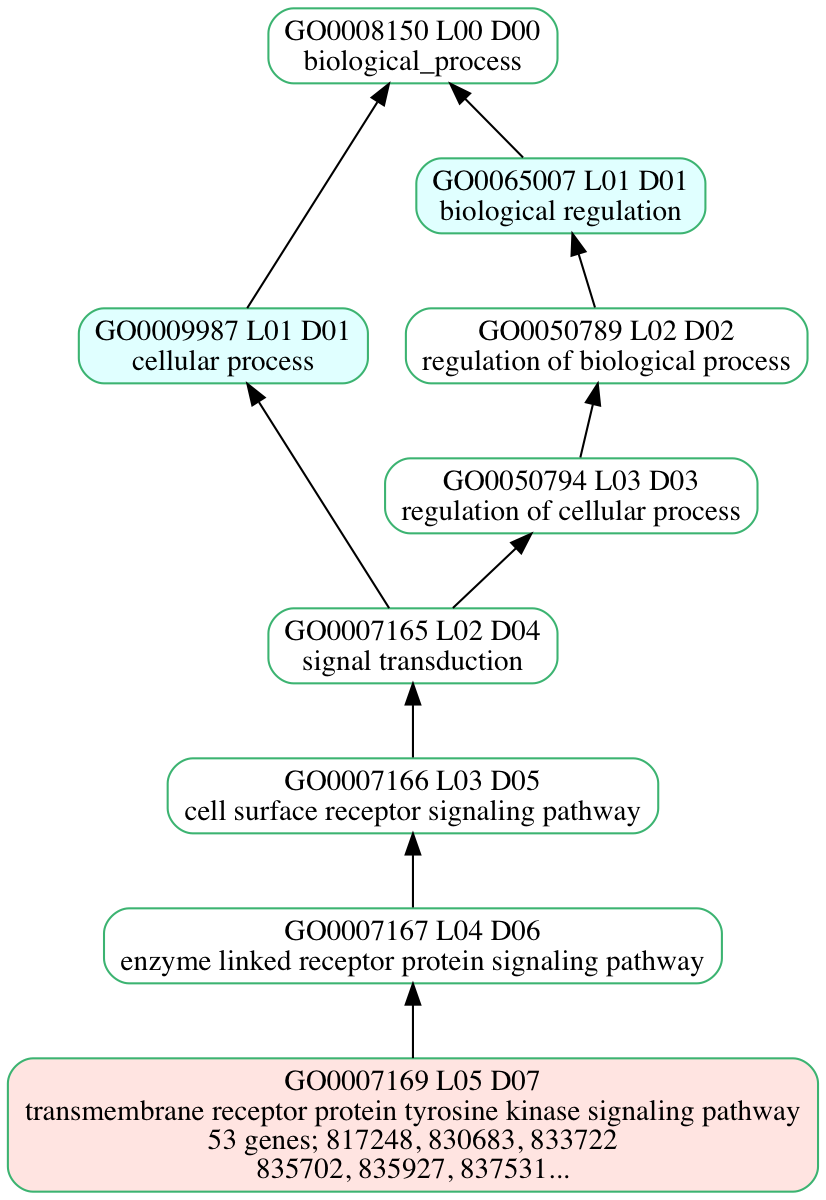 GO0008150 L00 D00
biological_process
GO0065007 L01 D01
biological regulation
GO0009987 L01 D01
cellular process
GO0050789 L02 D02
regulation of biological process
GO0050794 L03 D03
regulation of cellular process
GO0007165 L02 D04
signal transduction
GO0007166 L03 D05
cell surface receptor signaling pathway
GO0007167 L04 D06
enzyme linked receptor protein signaling pathway
GO0007169 L05 D07
transmembrane receptor protein tyrosine kinase signaling pathway
53 genes; 817248, 830683, 833722
835702, 835927, 837531...